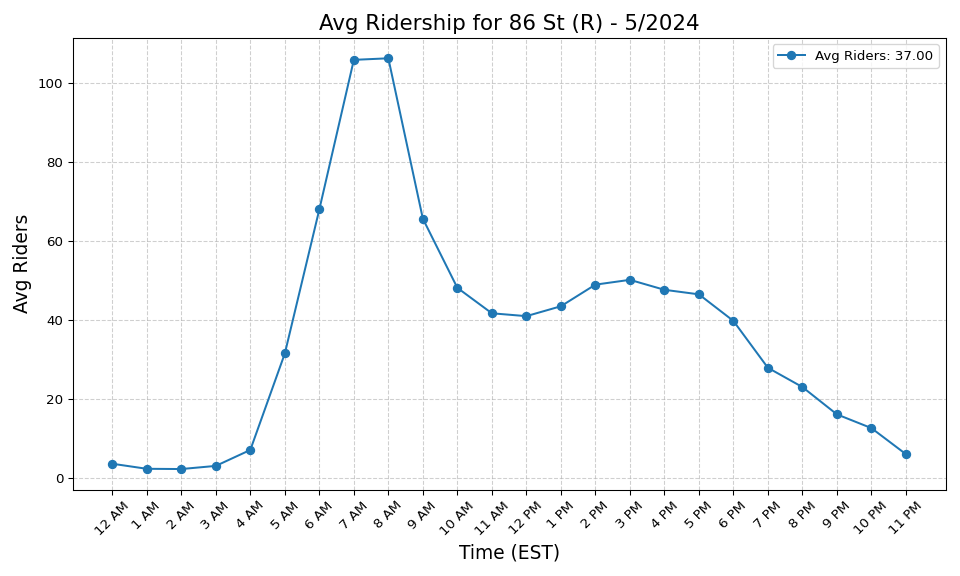 Avg Ridership for 86 St (R) - 5/2024
Avg Riders: 37.00
Avg Riders
100
80
60
40
20
0
12 AM 1 AM 2 AM 3 AM 4 AM 5 AM 6 AM 7 AM 8 AM 9 AM 10 AM 11 AM 12 PM 1 PM 2 PM 3 PM 4 PM 5 PM 6 PM 7 PM 8 PM 9 PM 10 PM 11 PM
Time (EST)